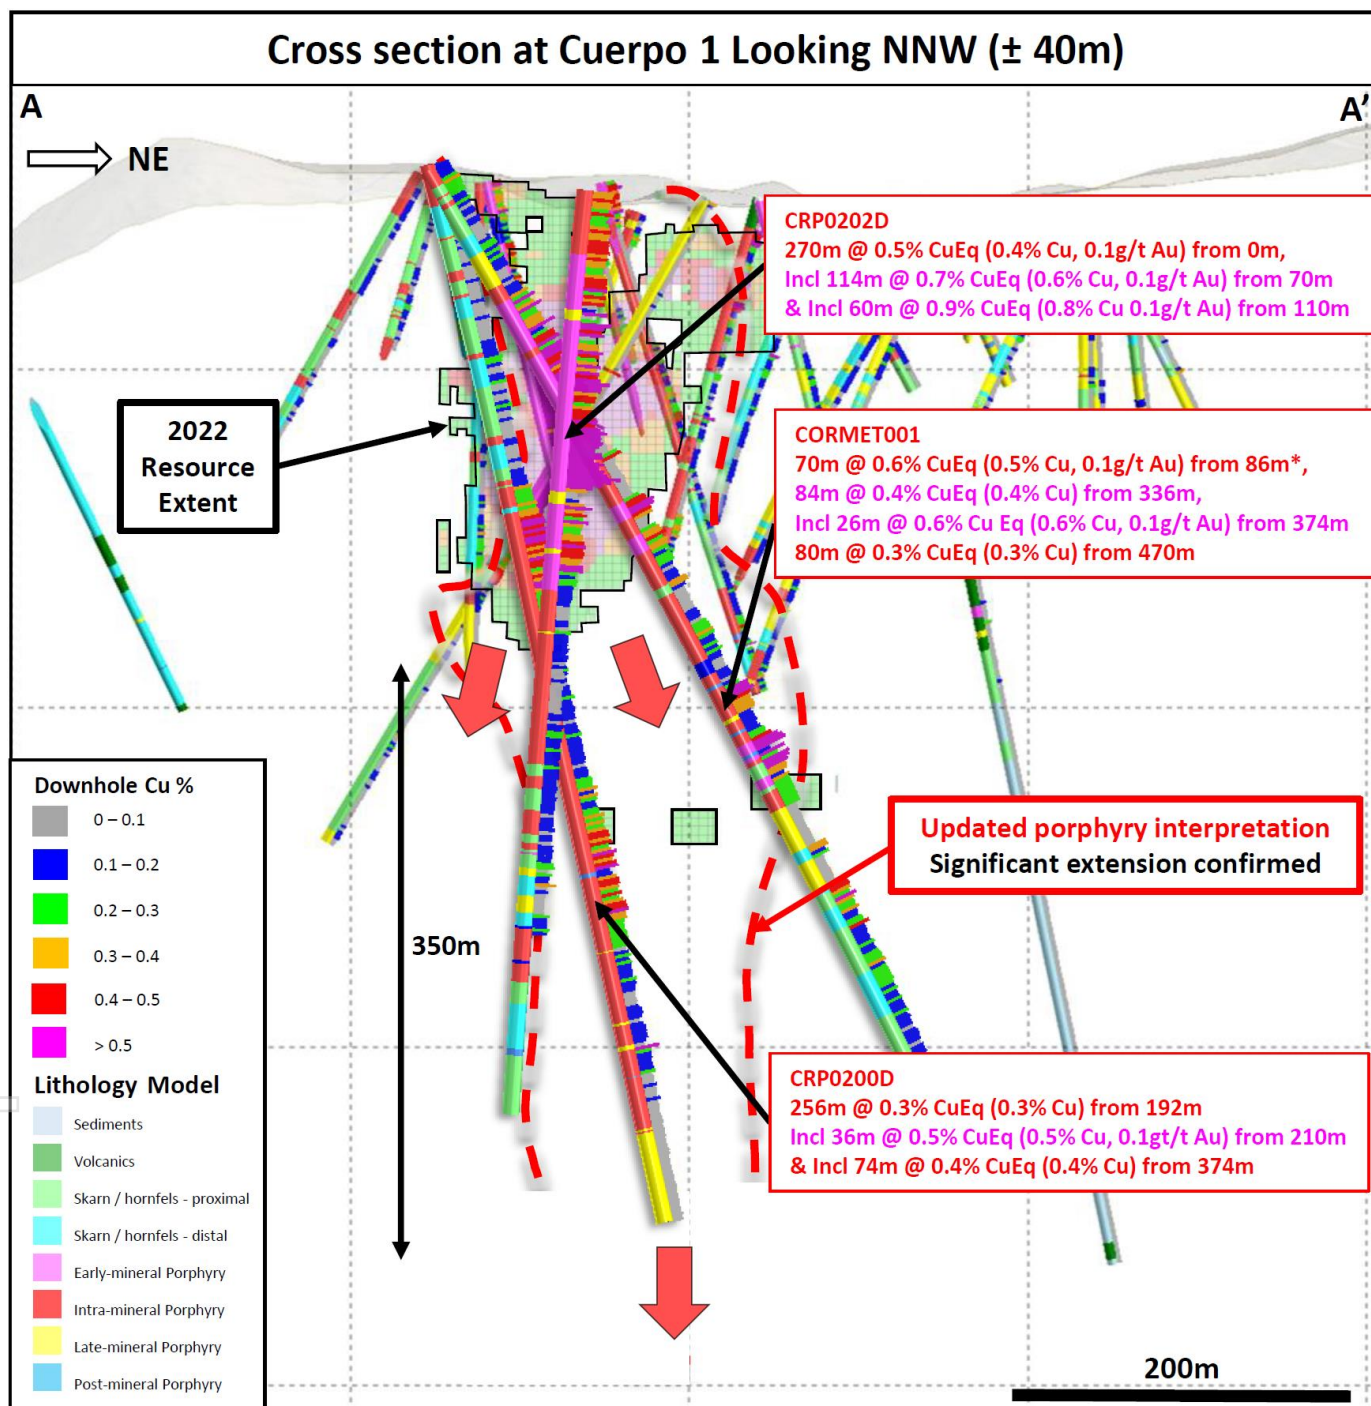 Cross section at Cuerpo 1 Looking NNW (± 40m)
A
A'
NE
CRP0202D
270m @ 0.5% CuEq (0.4% Cu, 0.1g/t Au) from 0m,
Incl 114m @ 0.7% CuEq (0.6% Cu, 0.1g/t Au) from 70m
& Incl 60m @ 0.9% CuEq (0.8% Cu 0.1g/t Au) from 110m
2022
Resource
Extent
CORMET001
70m @ 0.6% CuEq (0.5% Cu, 0.1g/t Au) from 86m*,
84m @ 0.4% CuEq (0.4% Cu) from 336m,
Incl 26m @ 0.6% Cu Eq (0.6% Cu, 0.1g/t Au) from 374m
80m @ 0.3% CuEq (0.3% Cu) from 470m
Updated porphyry interpretation
Significant extension confirmed
350m
CRP0200D
256m @ 0.3% CuEq (0.3% Cu) from 192m
Incl 36m @ 0.5% CuEq (0.5% Cu, 0.1gt/t Au) from 210m
& Incl 74m @ 0.4% CuEq (0.4% Cu) from 374m
Downhole Cu %
0 – 0.1
0.1 – 0.2
0.2 – 0.3
0.3 – 0.4
0.4 – 0.5
> 0.5
Lithology Model
Sediments
Volcanics
Skarn / hornfels - proximal
Skarn / hornfels - distal
Early-mineral Porphyry
Intra-mineral Porphyry
Late-mineral Porphyry
Post-mineral Porphyry
200m